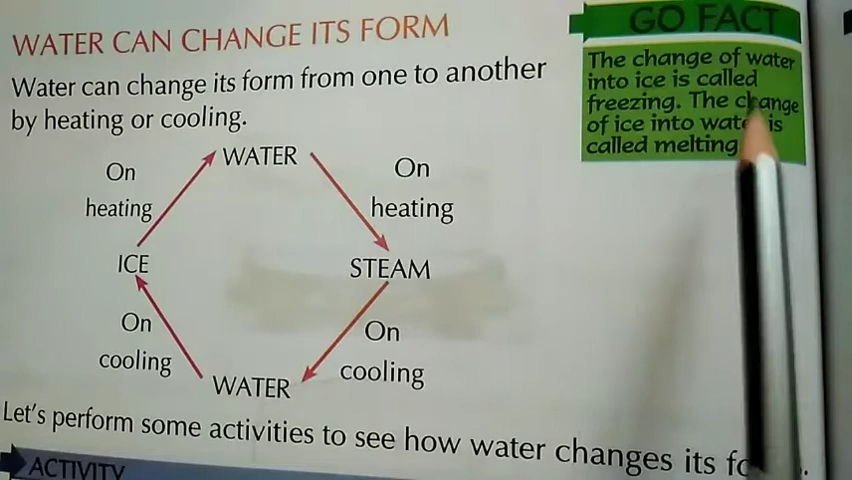 WATER CAN CHANGE ITS FORM
Water can change its form from one to another
by heating or cooling.
GO FACT
The change of water
into ice is called
freezing. The change
of ice into water is
called melting
WATER
On
heating
On
heating
ICE
STEAM
On
cooling
On
cooling
WATER
Let's perform some activities to see how water changes its
ACTIVITY